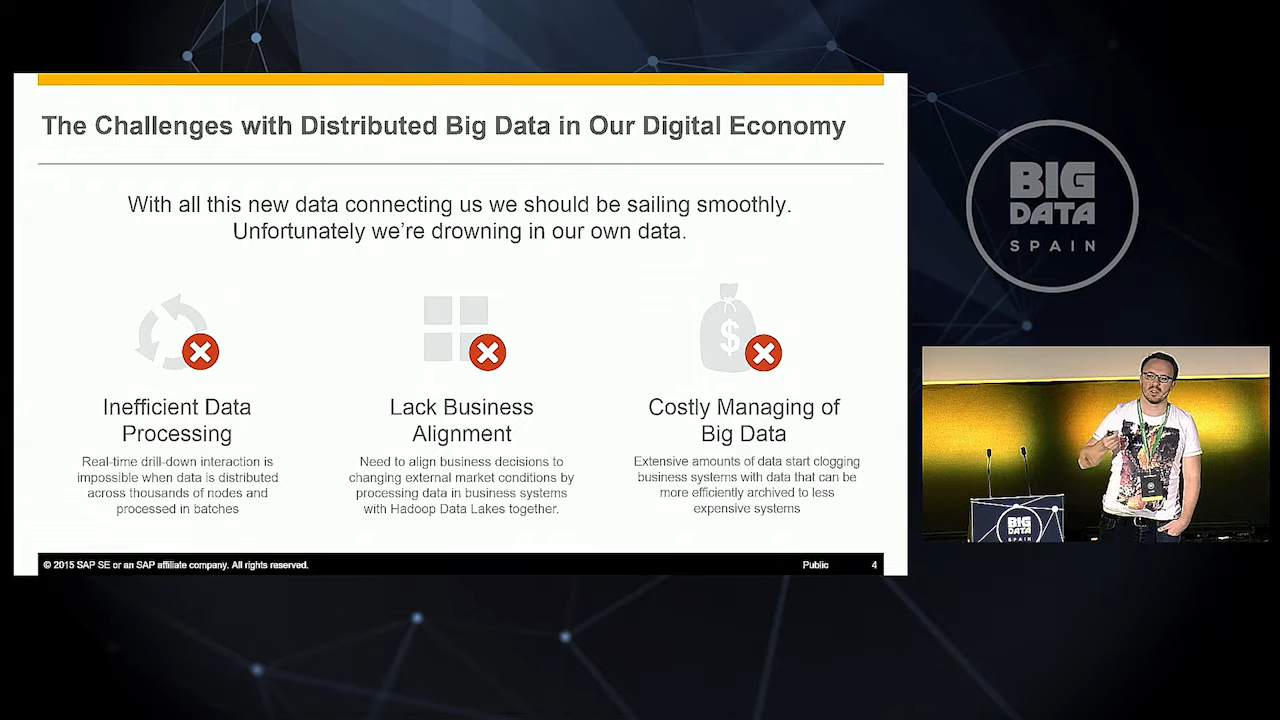 The Challenges with Distributed Big Data in Our Digital Economy
With all this new data connecting us we should be sailing smoothly.
Unfortunately we're drowning in our own data.
$
Inefficient Data
Processing
Real-time drill-down interaction is
impossible when data is distributed
across thousands of nodes and
processed in batches
Lack Business
Alignment
Need to align business decisions to
changing external market conditions by
processing data in business systems
with Hadoop Data Lakes together.
Costly Managing of
Big Data
Extensive amounts of data start clogging
business systems with data that can be
more efficiently archived to less
expensive systems
© 2015 SAP SE or an SAP affiliate company. All rights reserved.
Public
4
BIG
DATA
SPAIN
BIG
DATA
SPAIN